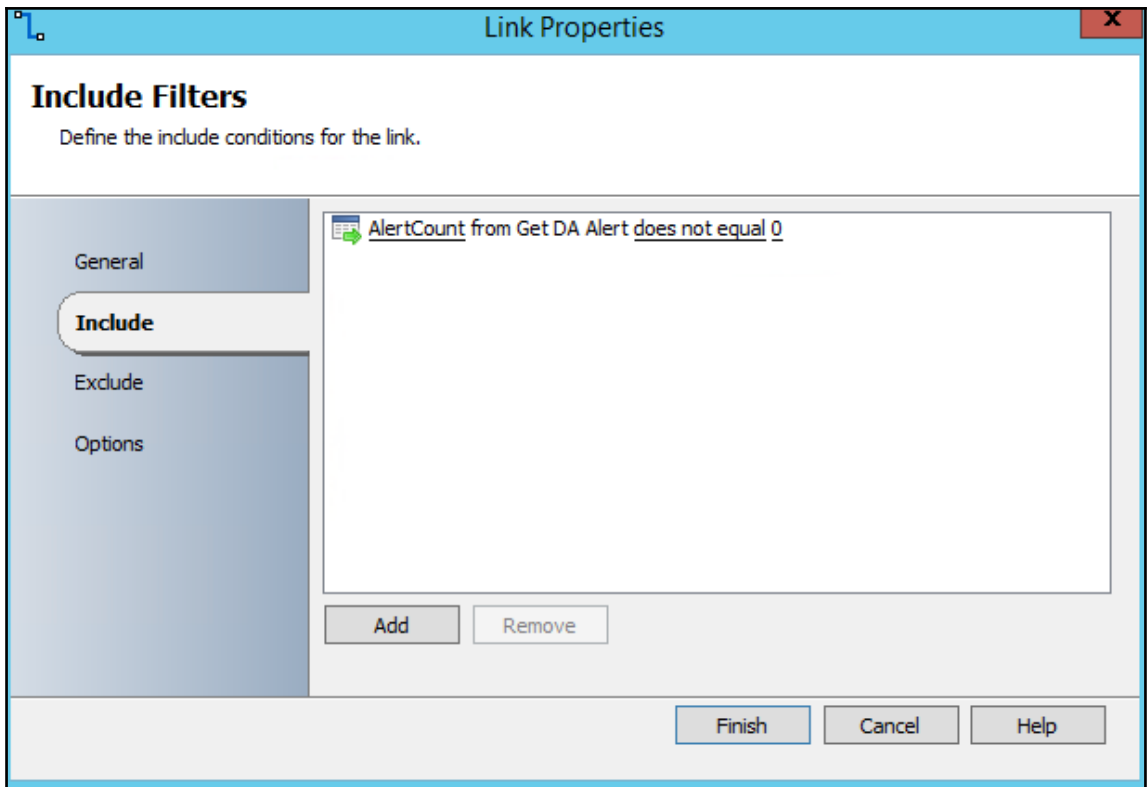 Link Properties
x
Include Filters
Define the include conditions for the link.
AlertCount from Get DA Alert does not equal 0
General
Include
Exclude
Options
Add
Remove
Finish
Cancel
Help